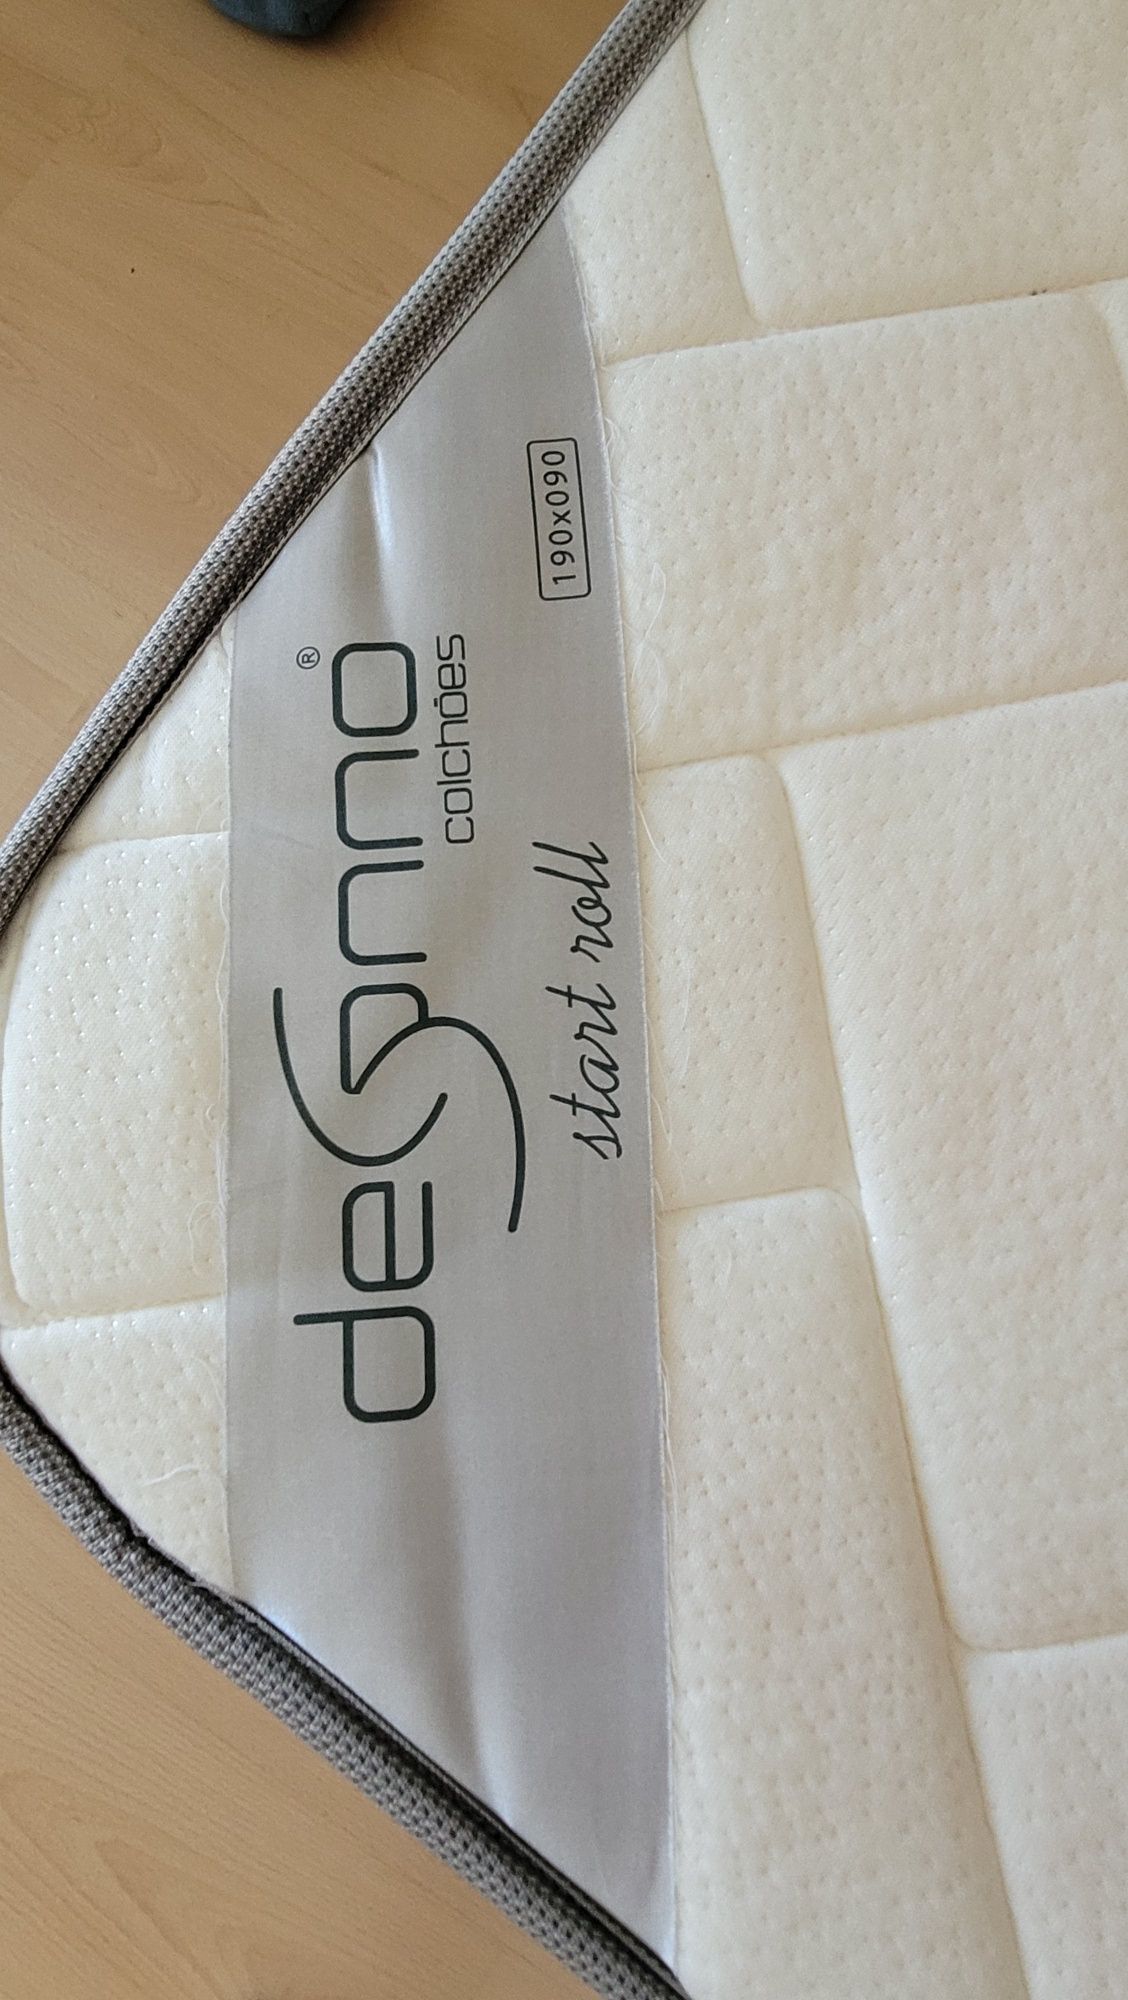 deSonno®
colchões
start roll
190x090